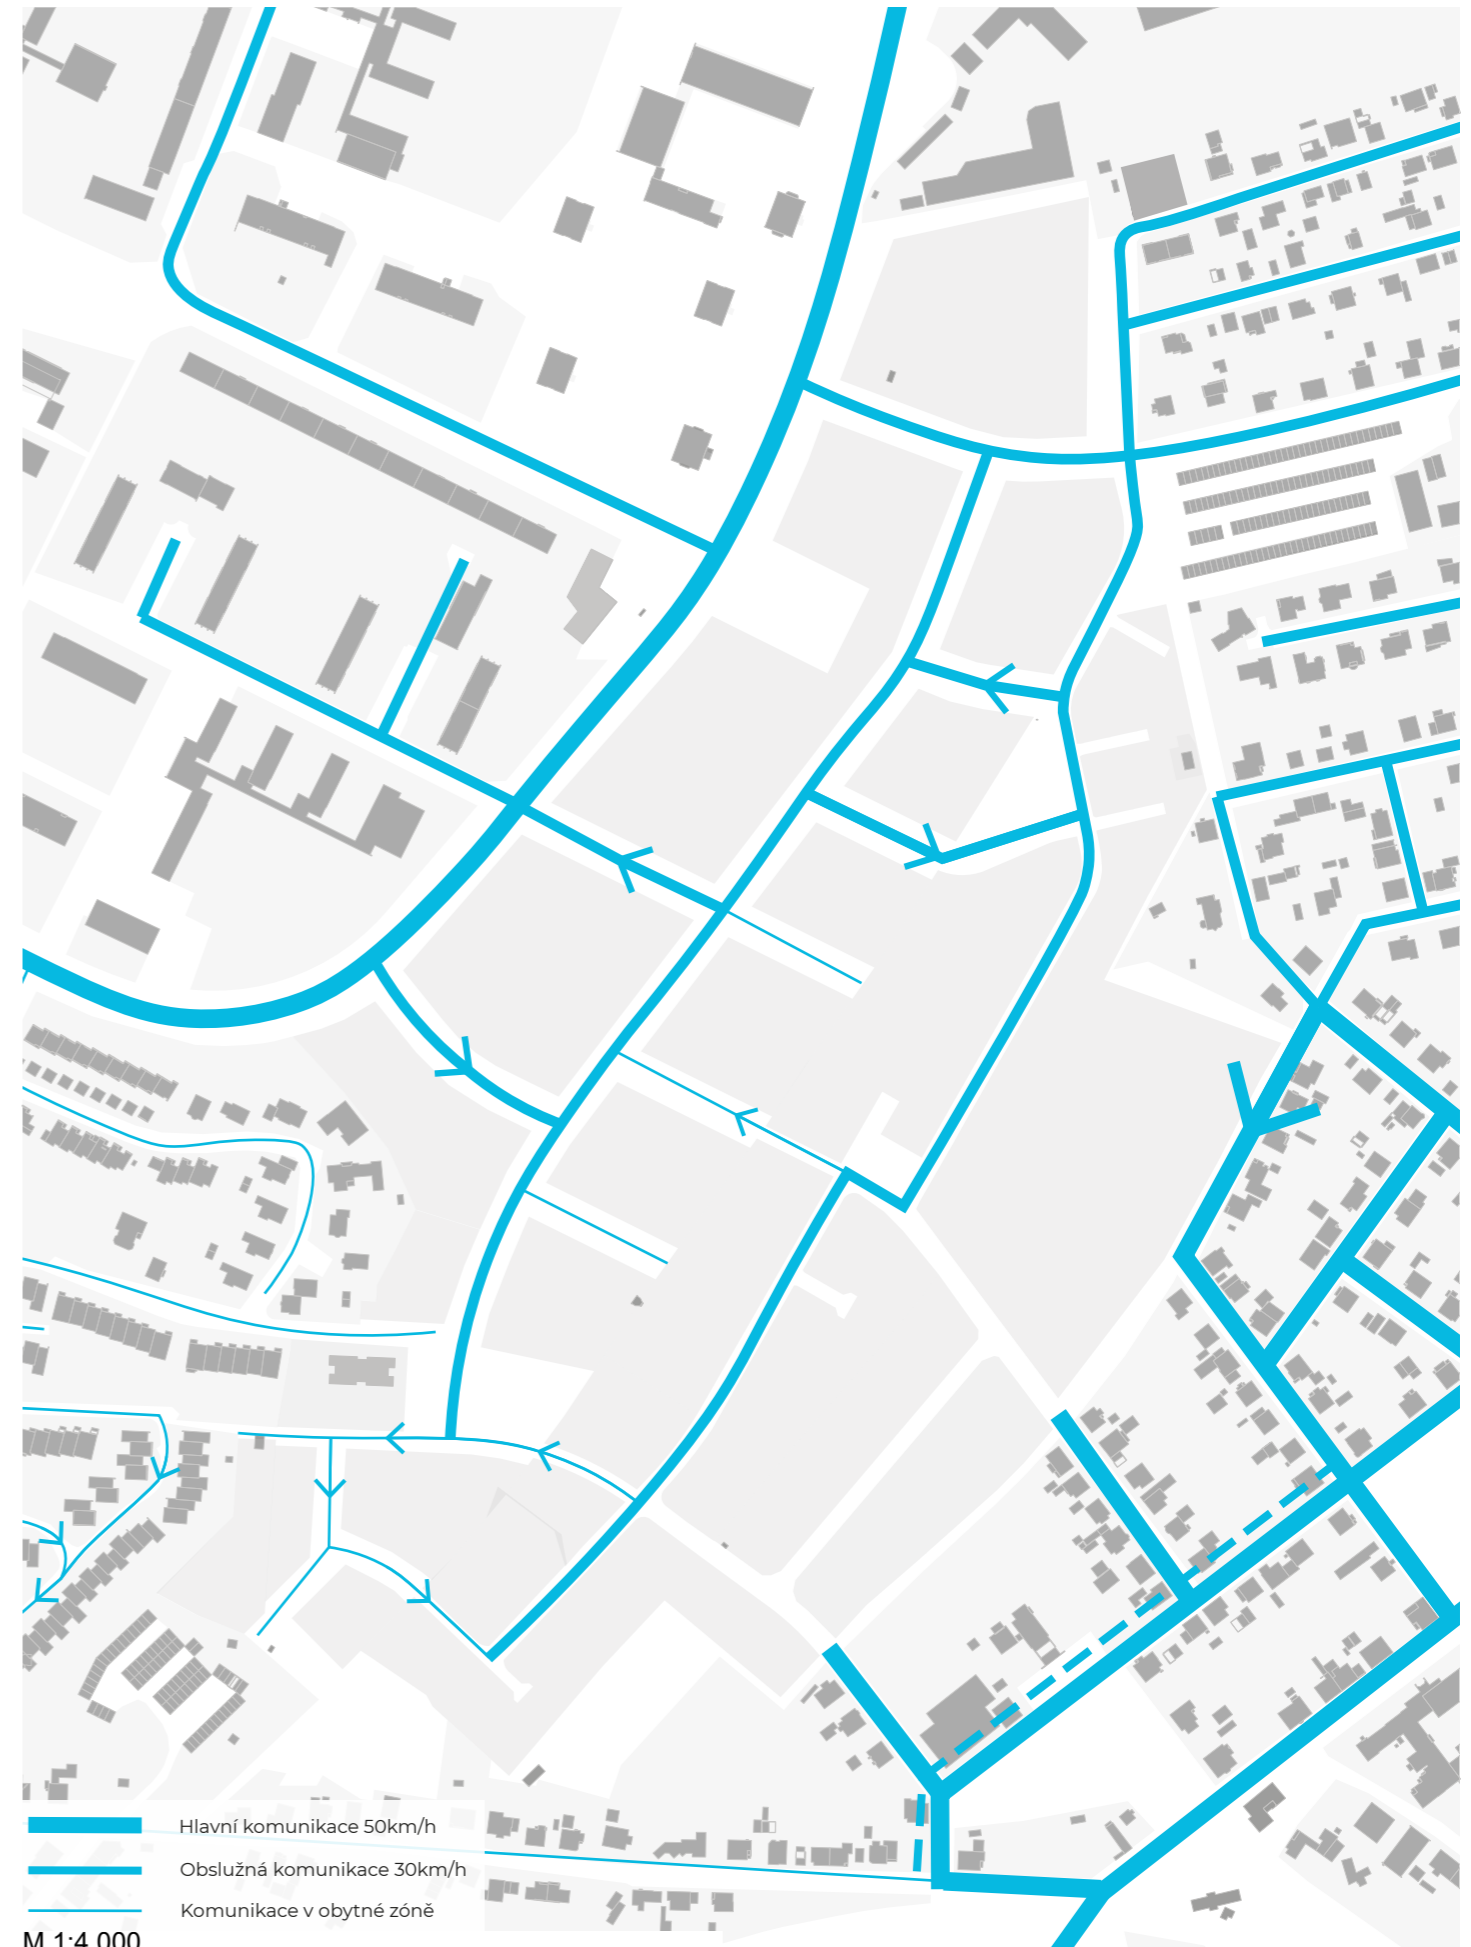 Hlavní komunikace 50km/h
Obslužná komunikace 30km/h
Komunikace v obytné zóně
M 1:4 000